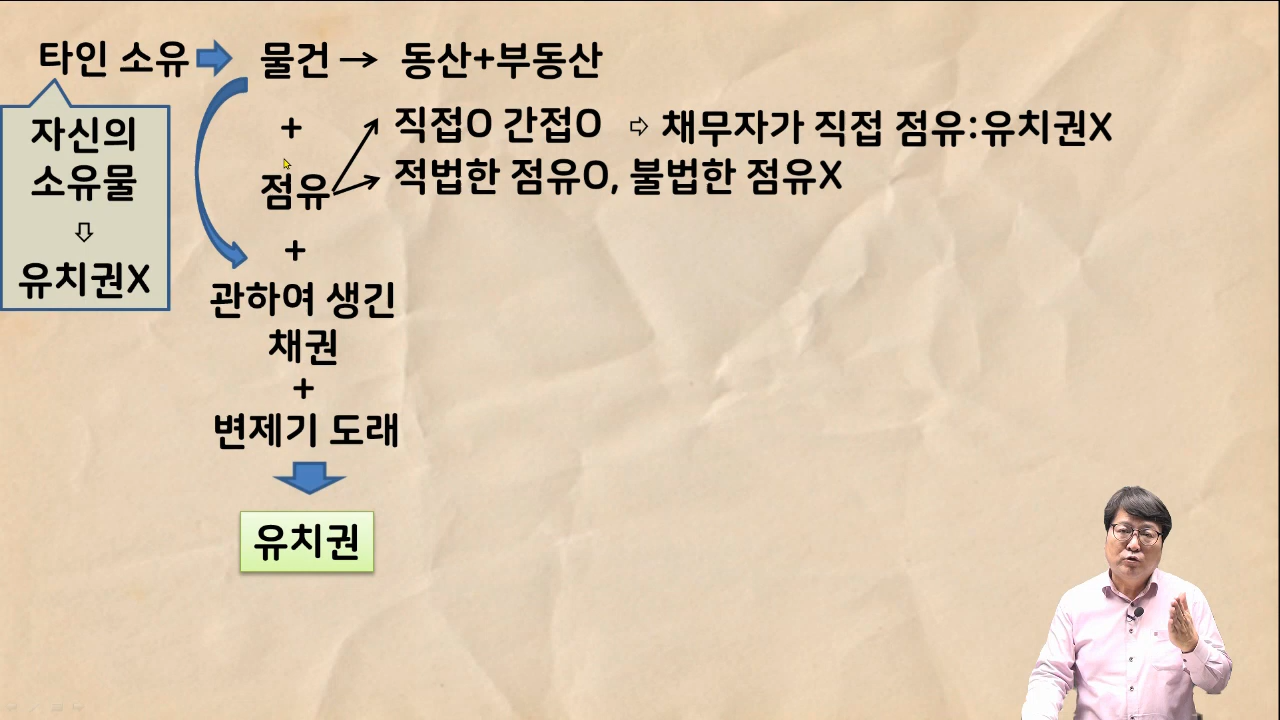 타인 소유 물건 → 동산+부동산
자신의
소유물
⇩
유치권X
+
점유
직접O 간접O ⇨ 채무자가 직접 점유:유치권X
적법한 점유O, 불법한 점유X
+
관하여 생긴
채권
+
변제기 도래
유치권